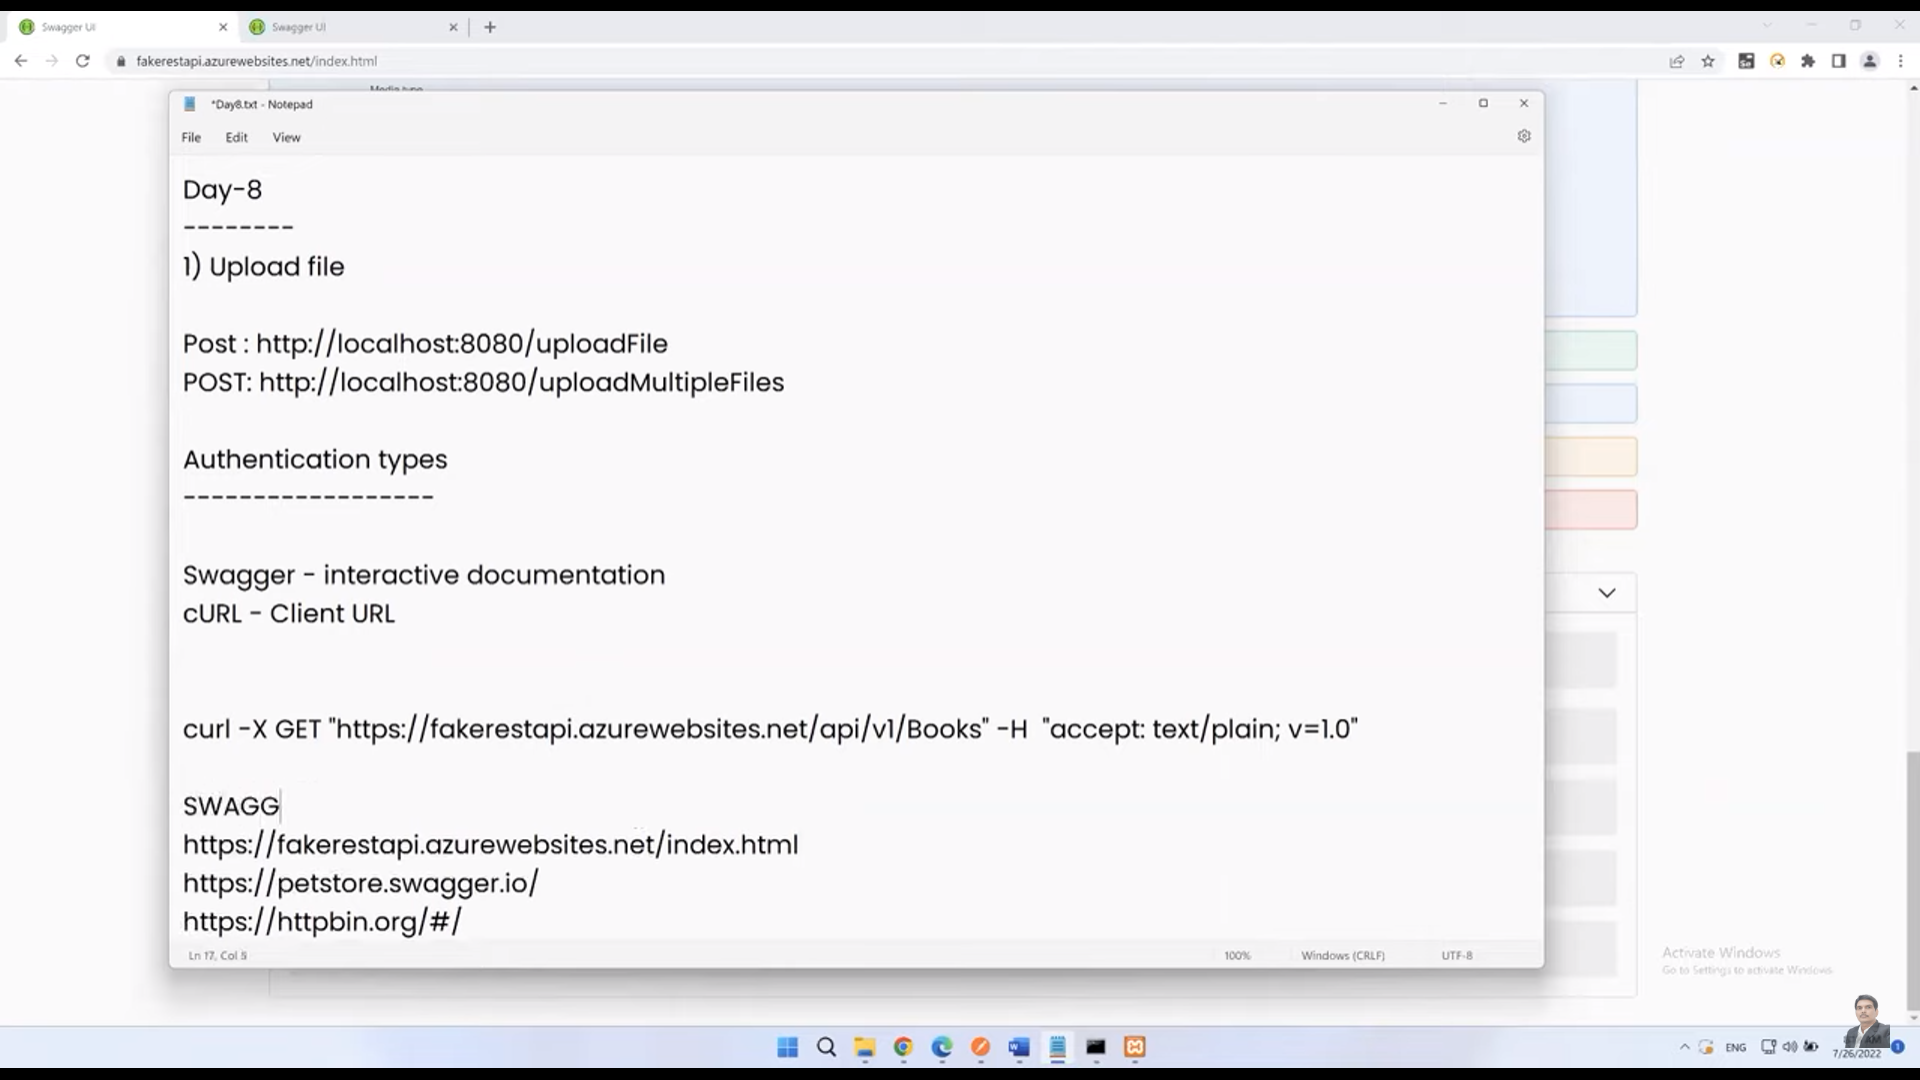 Swagger UI
Swagger UI
fakerestapi.azurewebsites.net/index.html
Media type
*Day8.txt - Notepad
File Edit View
Day-8
--------
1) Upload file
Post : http://localhost:8080/uploadFile
POST: http://localhost:8080/uploadMultipleFiles
Authentication types
------------------
Swagger - interactive documentation
cURL - Client URL
curl -X GET "https://fakerestapi.azurewebsites.net/api/v1/Books" -H  "accept: text/plain; v=1.0"
SWAGG
https://fakerestapi.azurewebsites.net/index.html
https://petstore.swagger.io/
https://httpbin.org/#/
Ln 17, Col 5 100% Windows (CRLF) UTF-8
Activate Windows
Go to Settings to activate Windows.
ENG
7/26/2022